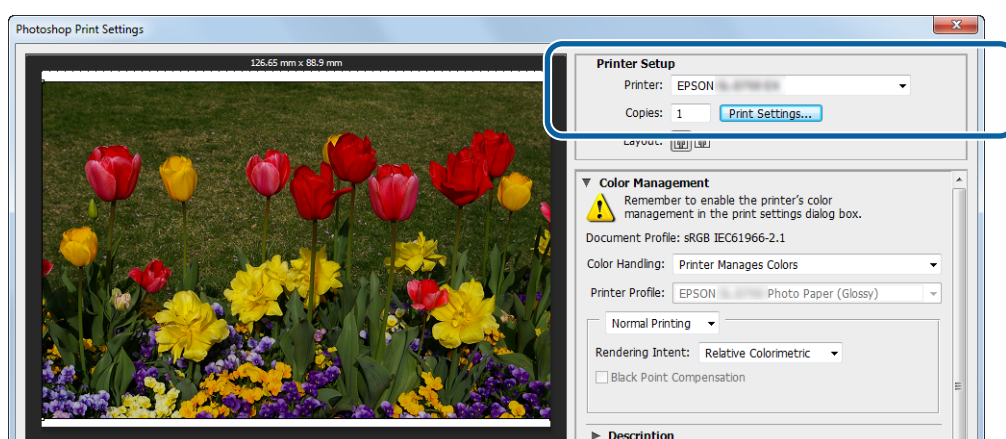 Photoshop Print Settings
126.65 mm x 88.9 mm
Printer Setup
Printer: EPSON
Copies: 1 Print Settings...
Layout:
Color Management
Remember to enable the printer's color
management in the print settings dialog box.
Document Profile: sRGB IEC61966-2.1
Color Handling: Printer Manages Colors
Printer Profile: EPSON Photo Paper (Glossy)
Normal Printing
Rendering Intent: Relative Colorimetric
Black Point Compensation
Description